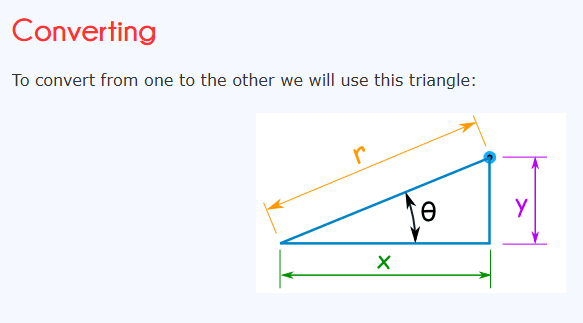 Converting
To convert from one to the other we will use this triangle:
r
θ
y
x